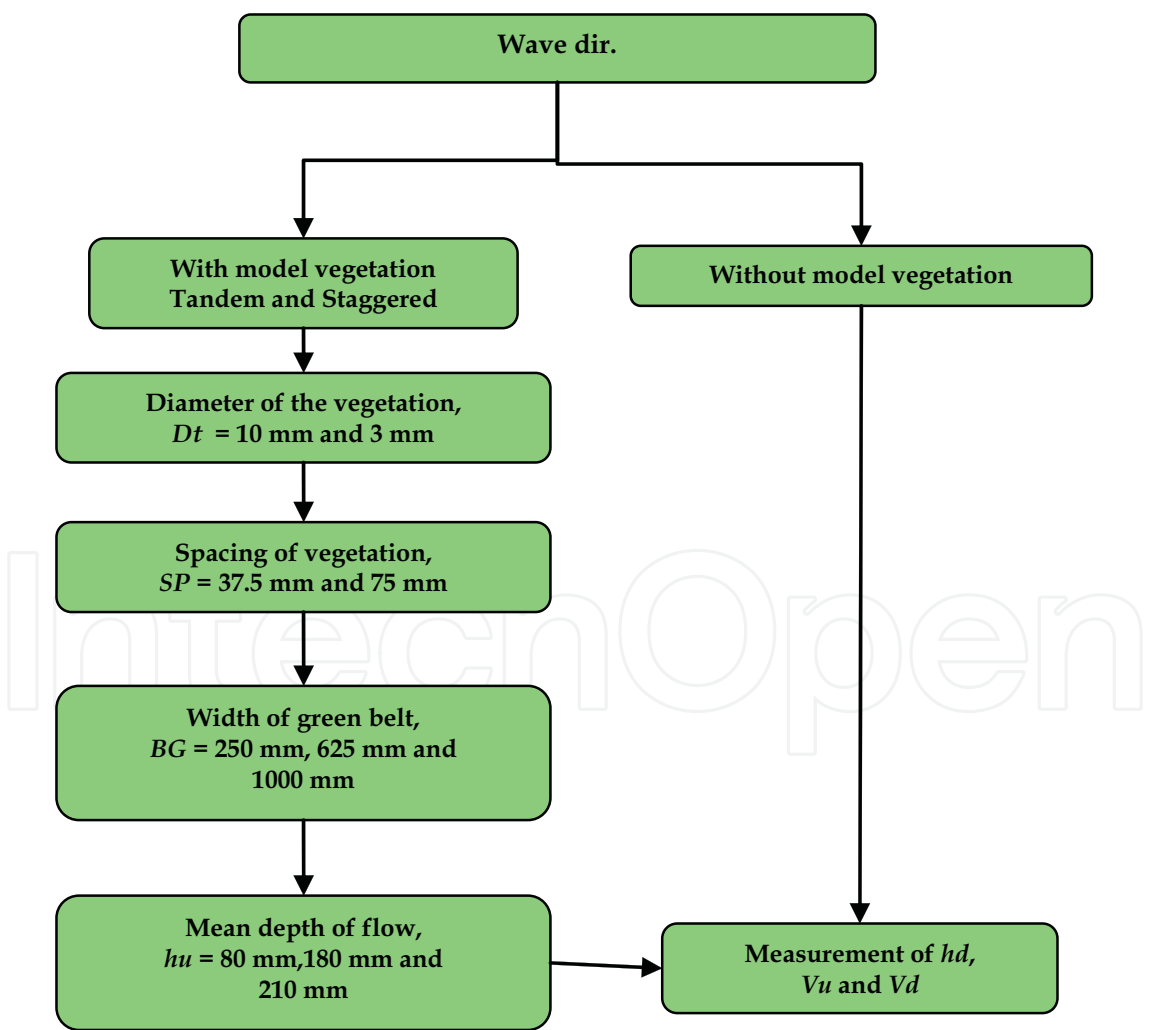 Wave dir.
With model vegetation
Tandem and Staggered
Without model vegetation
Diameter of the vegetation,
Dt = 10 mm and 3 mm
Spacing of vegetation,
SP = 37.5 mm and 75 mm
Width of green belt,
BG = 250 mm, 625 mm and
1000 mm
Mean depth of flow,
hu = 80 mm,180 mm and
210 mm
Measurement of hd,
Vu and Vd
IntechOpen